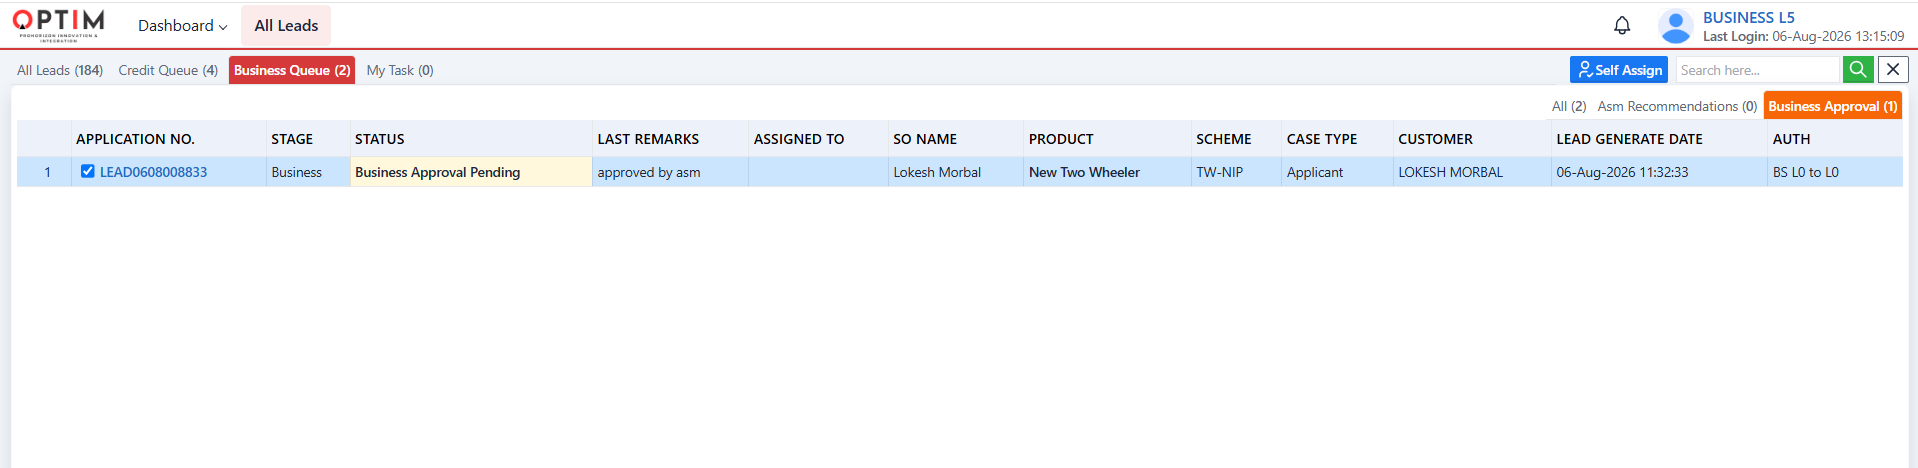 OPTIM
PROHORIZON INNOVATION &
INTEGRATION
Dashboard
All Leads
BUSINESS L5
Last Login: 06-Aug-2026 13:15:09
All Leads (184) Credit Queue (4) Business Queue (2) My Task (0)
Self Assign
Search here...
All (2) Asm Recommendations (0) Business Approval (1)
APPLICATION NO. STAGE STATUS LAST REMARKS ASSIGNED TO SO NAME PRODUCT SCHEME CASE TYPE CUSTOMER LEAD GENERATE DATE AUTH
1 LEAD0608008833 Business Business Approval Pending approved by asm Lokesh Morbal New Two Wheeler TW-NIP Applicant LOKESH MORBAL 06-Aug-2026 11:32:33 BS L0 to L0